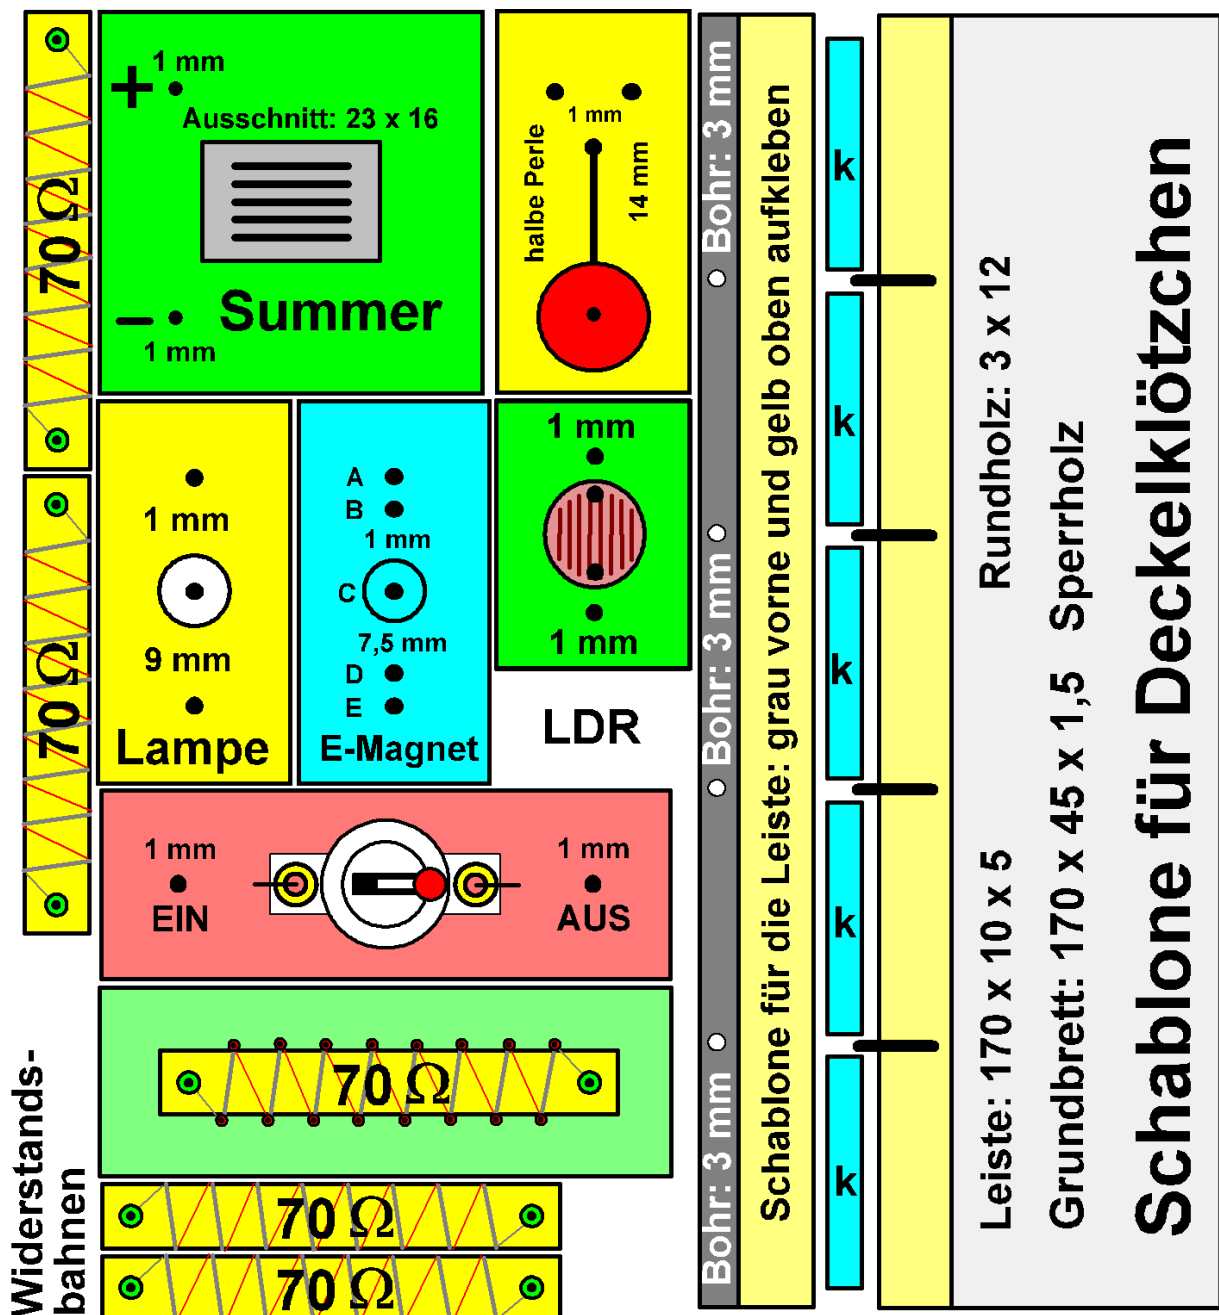 70 Ω
70 Ω
1 mm
+
Ausschnitt: 23 x 16
Summer
−
1 mm
1 mm
halbe Perle
14 mm
1 mm
9 mm
Lampe
A
B
1 mm
C
7,5 mm
D
E
E-Magnet
1 mm
1 mm
LDR
1 mm
EIN
1 mm
AUS
70 Ω
Widerstands-
bahnen
70 Ω
70 Ω
Bohr: 3 mm
Bohr: 3 mm
Bohr: 3 mm
Schablone für die Leiste: grau vorne und gelb oben aufkleben
k
k
k
k
k
Leiste: 170 x 10 x 5 Rundholz: 3 x 12
Grundbrett: 170 x 45 x 1,5 Sperrholz
Schablone für Deckelklötzchen